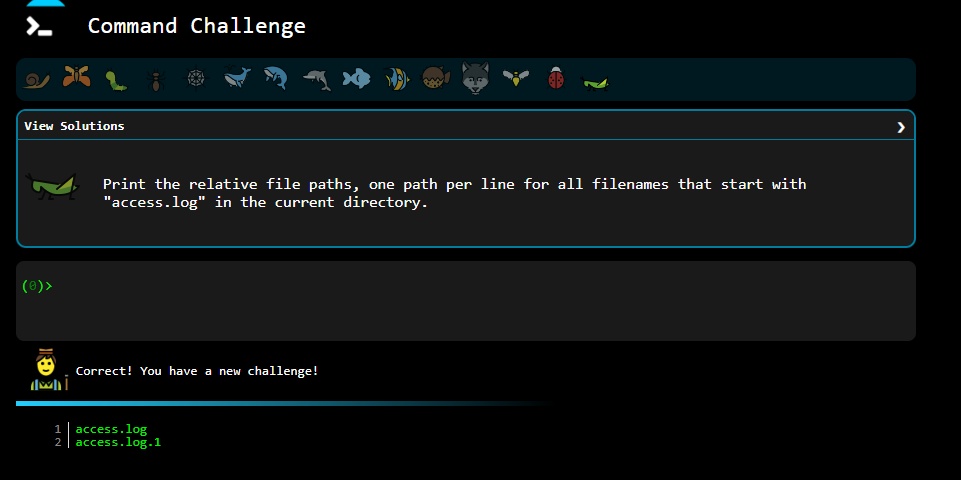 Command Challenge
View Solutions
Print the relative file paths, one path per line for all filenames that start with
"access.log" in the current directory.
(0)>
Correct! You have a new challenge!
1 access.log
2 access.log.1